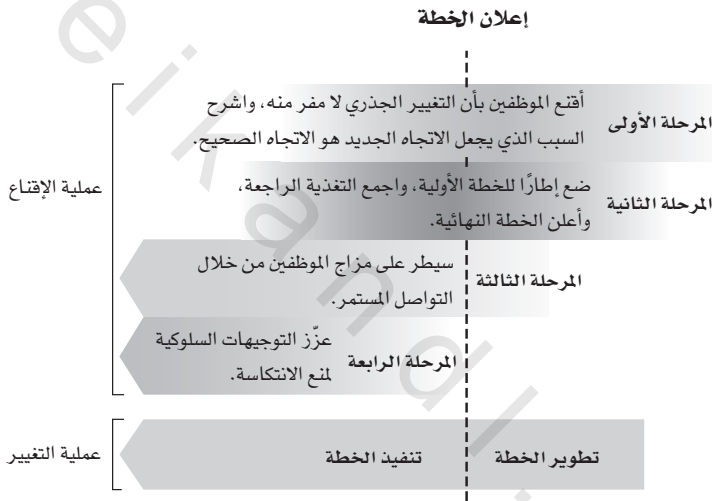 إعلان الخطة
المرحلة الأولى
أقنع الموظفين بأن التغيير الجذري لا مفر منه، واشرح
السبب الذي يجعل الاتجاه الجديد هو الاتجاه الصحيح.
المرحلة الثانية
ضع إطارًا للخطة الأولية، واجمع التغذية الراجعة،
وأعلن الخطة النهائية.
المرحلة الثالثة
سيطر على مزاج الموظفين من خلال
التواصل المستمر.
المرحلة الرابعة
عزّز التوجيهات السلوكية
لمنع الانتكاسة.
عملية الإقناع
تطوير الخطة
تنفيذ الخطة
عملية التغيير